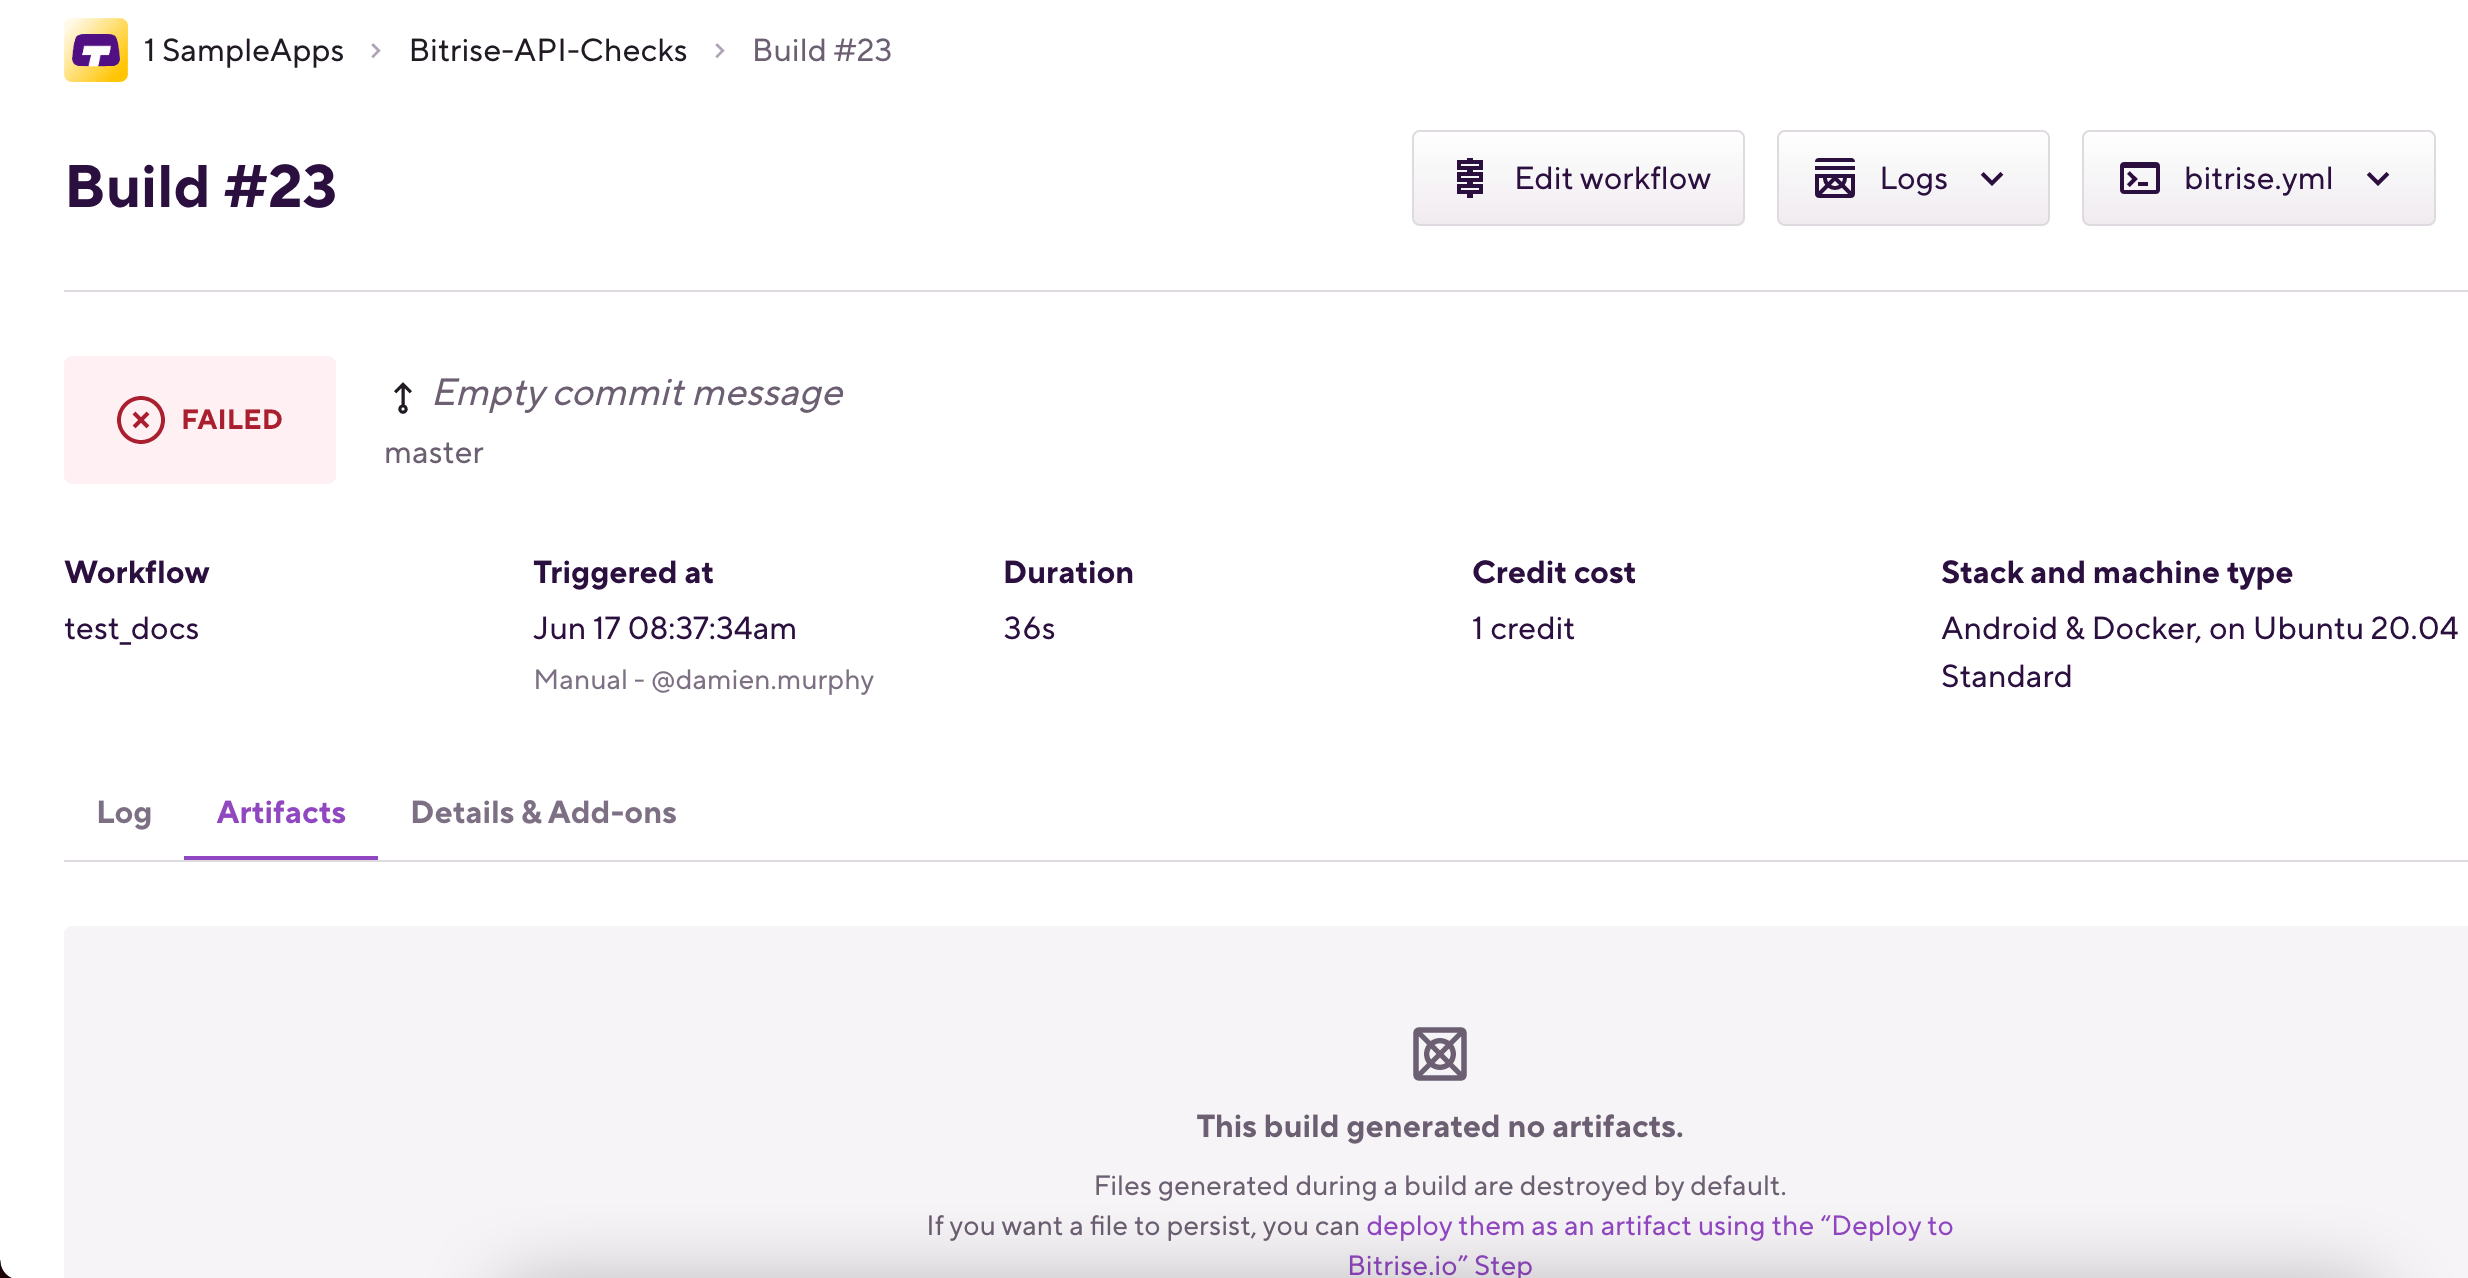 1 SampleApps > Bitrise-API-Checks > Build #23
Build #23
Edit workflow
Logs
bitrise.yml
FAILED
Empty commit message
master
Workflow
test_docs
Triggered at
Jun 17 08:37:34am
Manual - @damien.murphy
Duration
36s
Credit cost
1 credit
Stack and machine type
Android & Docker, on Ubuntu 20.04
Standard
Log
Artifacts
Details & Add-ons
This build generated no artifacts.
Files generated during a build are destroyed by default.
If you want a file to persist, you can deploy them as an artifact using the “Deploy to
Bitrise.io” Step